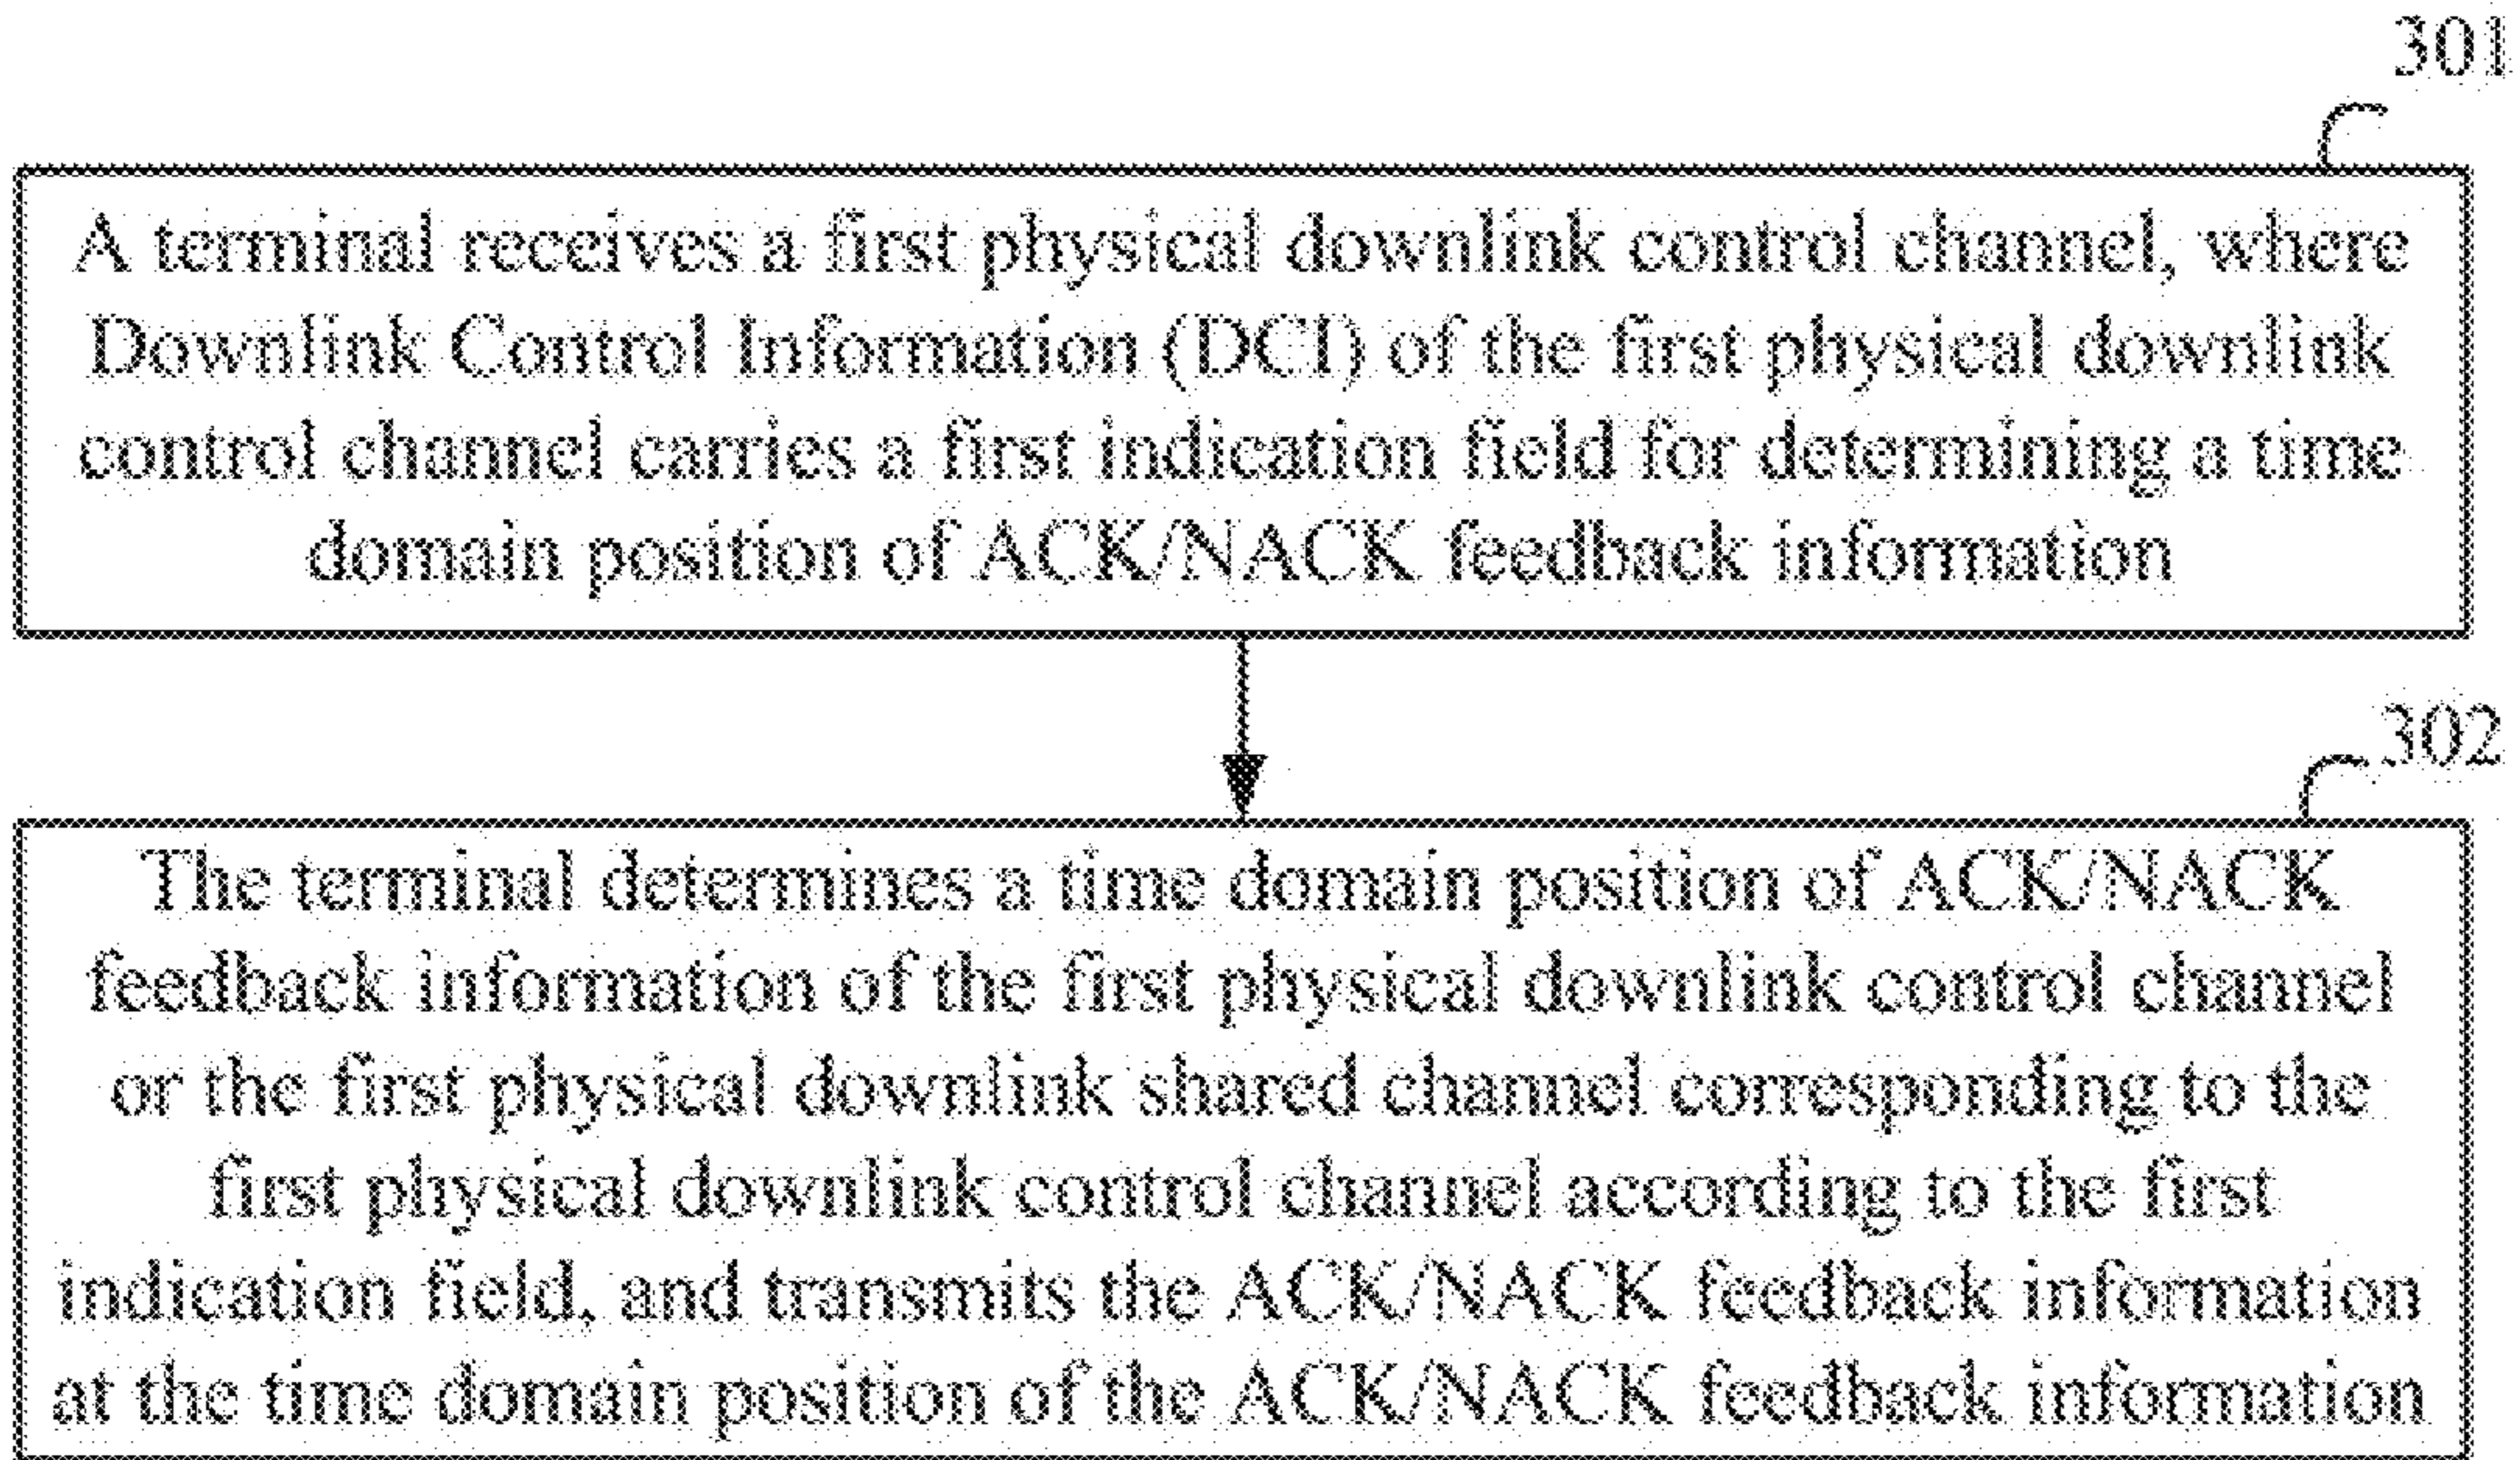 301
A terminal receives a first physical downlink control channel, where
Downlink Control Information (DCI) of the first physical downlink
control channel carries a first indication field for determining a time
domain position of ACK/NACK feedback information
302
The terminal determines a time domain position of ACK/NACK
feedback information of the first physical downlink control channel
or the first physical downlink shared channel corresponding to the
first physical downlink control channel according to the first
indication field, and transmits the ACK/NACK feedback information
at the time domain position of the ACK/NACK feedback information